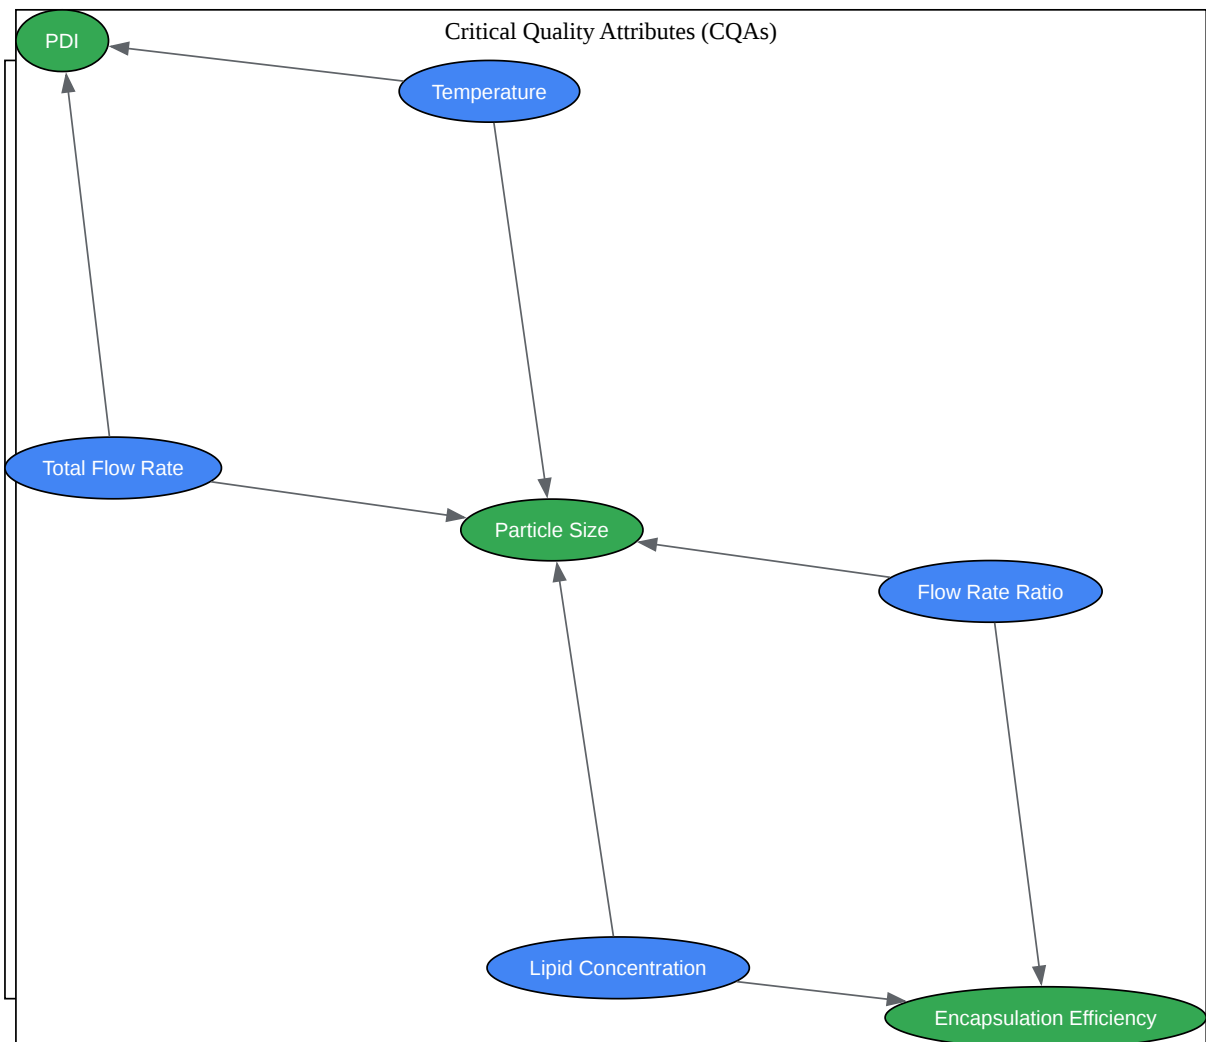 Critical Quality Attributes (CQAs)
PDI
Temperature
Total Flow Rate
Particle Size
Flow Rate Ratio
Lipid Concentration
Encapsulation Efficiency